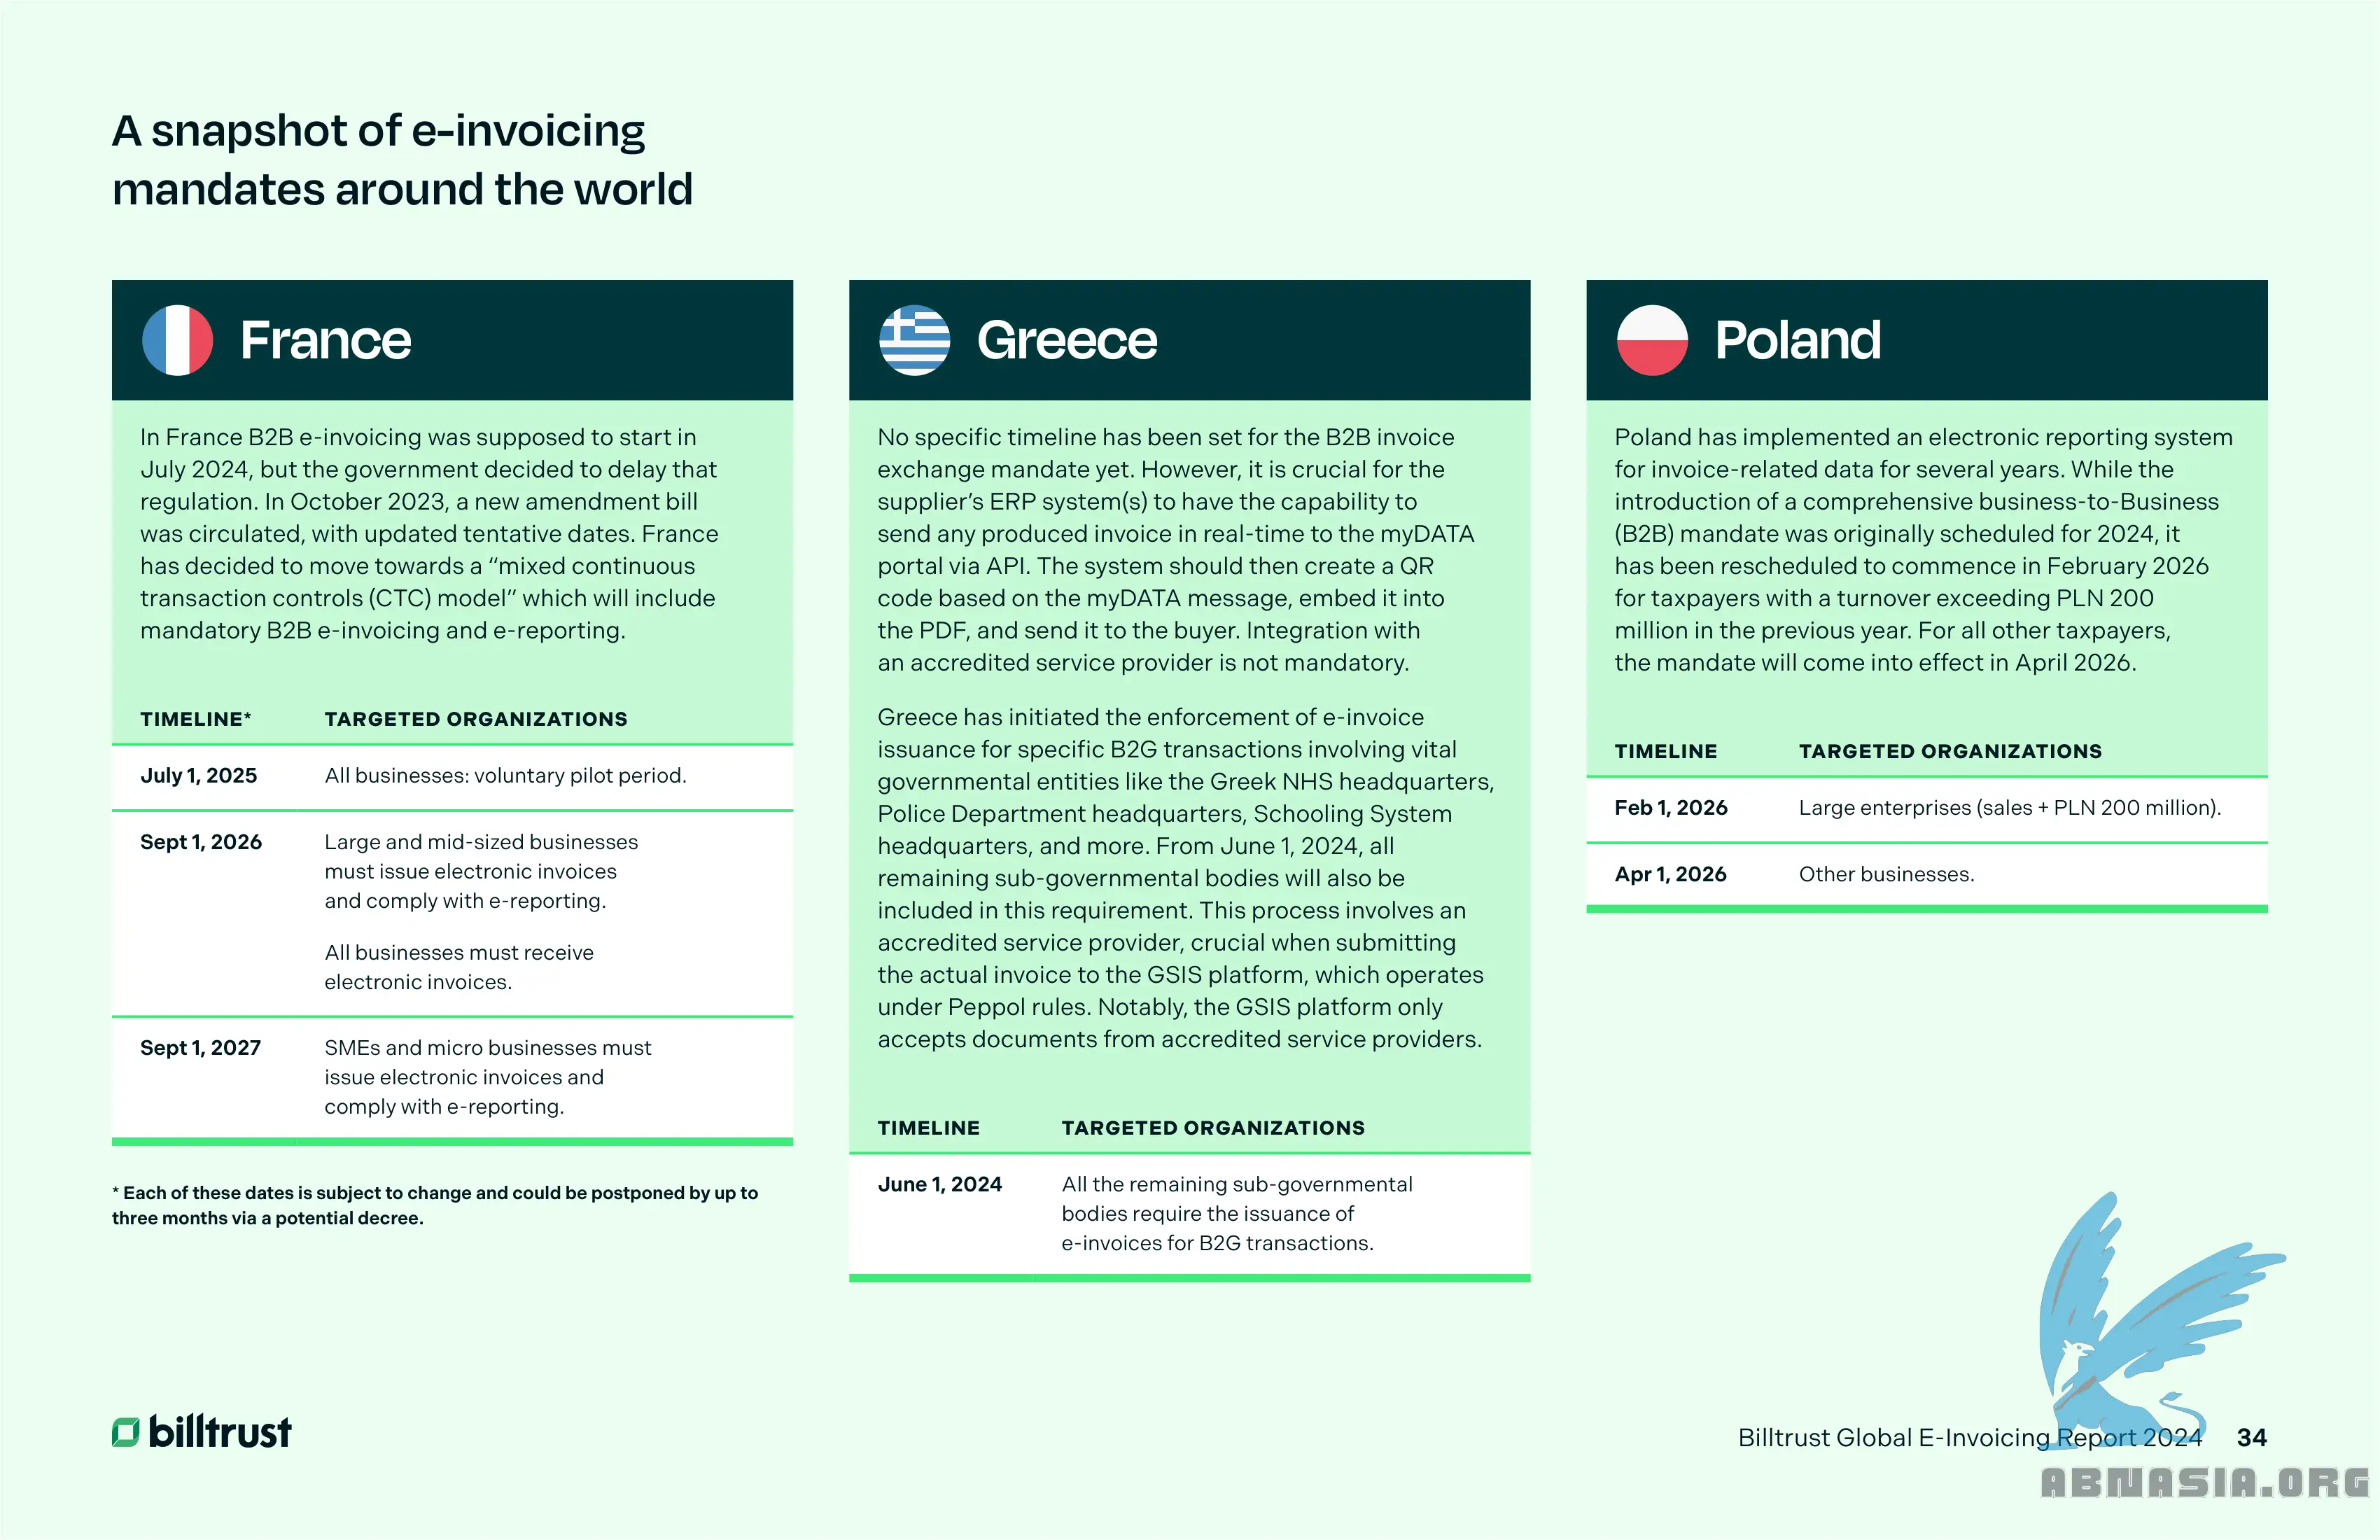 A snapshot of e-invoicing
mandates around the world
France
In France B2B e-invoicing was supposed to start in
July 2024, but the government decided to delay that
regulation. In October 2023, a new amendment bill
was circulated, with updated tentative dates. France
has decided to move towards a “mixed continuous
transaction controls (CTC) model” which will include
mandatory B2B e-invoicing and e-reporting.
TIMELINE* TARGETED ORGANIZATIONS
July 1, 2025 All businesses: voluntary pilot period.
Sept 1, 2026 Large and mid-sized businesses
must issue electronic invoices
and comply with e-reporting.
All businesses must receive
electronic invoices.
Sept 1, 2027 SMEs and micro businesses must
issue electronic invoices and
comply with e-reporting.
* Each of these dates is subject to change and could be postponed by up to
three months via a potential decree.
Greece
No specific timeline has been set for the B2B invoice
exchange mandate yet. However, it is crucial for the
supplier’s ERP system(s) to have the capability to
send any produced invoice in real-time to the myDATA
portal via API. The system should then create a QR
code based on the myDATA message, embed it into
the PDF, and send it to the buyer. Integration with
an accredited service provider is not mandatory.
Greece has initiated the enforcement of e-invoice
issuance for specific B2G transactions involving vital
governmental entities like the Greek NHS headquarters,
Police Department headquarters, Schooling System
headquarters, and more. From June 1, 2024, all
remaining sub-governmental bodies will also be
included in this requirement. This process involves an
accredited service provider, crucial when submitting
the actual invoice to the GSIS platform, which operates
under Peppol rules. Notably, the GSIS platform only
accepts documents from accredited service providers.
TIMELINE TARGETED ORGANIZATIONS
June 1, 2024 All the remaining sub-governmental
bodies require the issuance of
e-invoices for B2G transactions.
Poland
Poland has implemented an electronic reporting system
for invoice-related data for several years. While the
introduction of a comprehensive business-to-Business
(B2B) mandate was originally scheduled for 2024, it
has been rescheduled to commence in February 2026
for taxpayers with a turnover exceeding PLN 200
million in the previous year. For all other taxpayers,
the mandate will come into effect in April 2026.
TIMELINE TARGETED ORGANIZATIONS
Feb 1, 2026 Large enterprises (sales + PLN 200 million).
Apr 1, 2026 Other businesses.
billtrust
Billtrust Global E-Invoicing Report 2024 34
ABNASIA.ORG